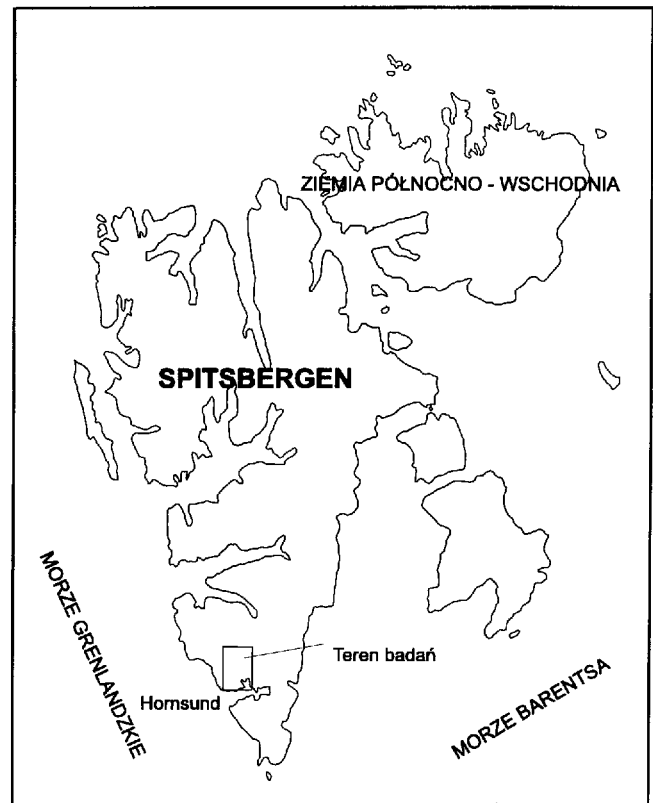 ZIEMIA PÓŁNOCNO - WSCHODNIA
SPITSBERGEN
MORZE GRENLANDZKIE
Teren badań
Hornsund
MORZE BARENTSA